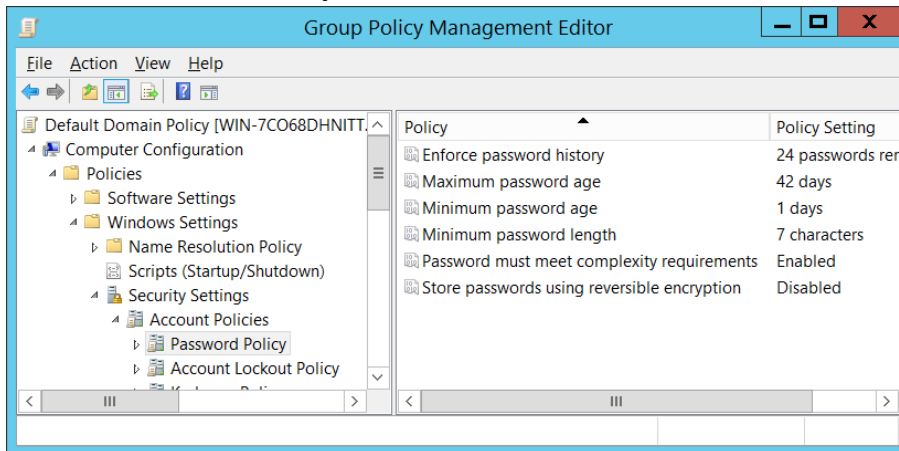 Group Policy Management Editor
File Action View Help
Default Domain Policy [WIN-7CO68DHNITT.
Computer Configuration
Policies
Software Settings
Windows Settings
Name Resolution Policy
Scripts (Startup/Shutdown)
Security Settings
Account Policies
Password Policy
Account Lockout Policy
Policy Policy Setting
Enforce password history 24 passwords rer
Maximum password age 42 days
Minimum password age 1 days
Minimum password length 7 characters
Password must meet complexity requirements Enabled
Store passwords using reversible encryption Disabled